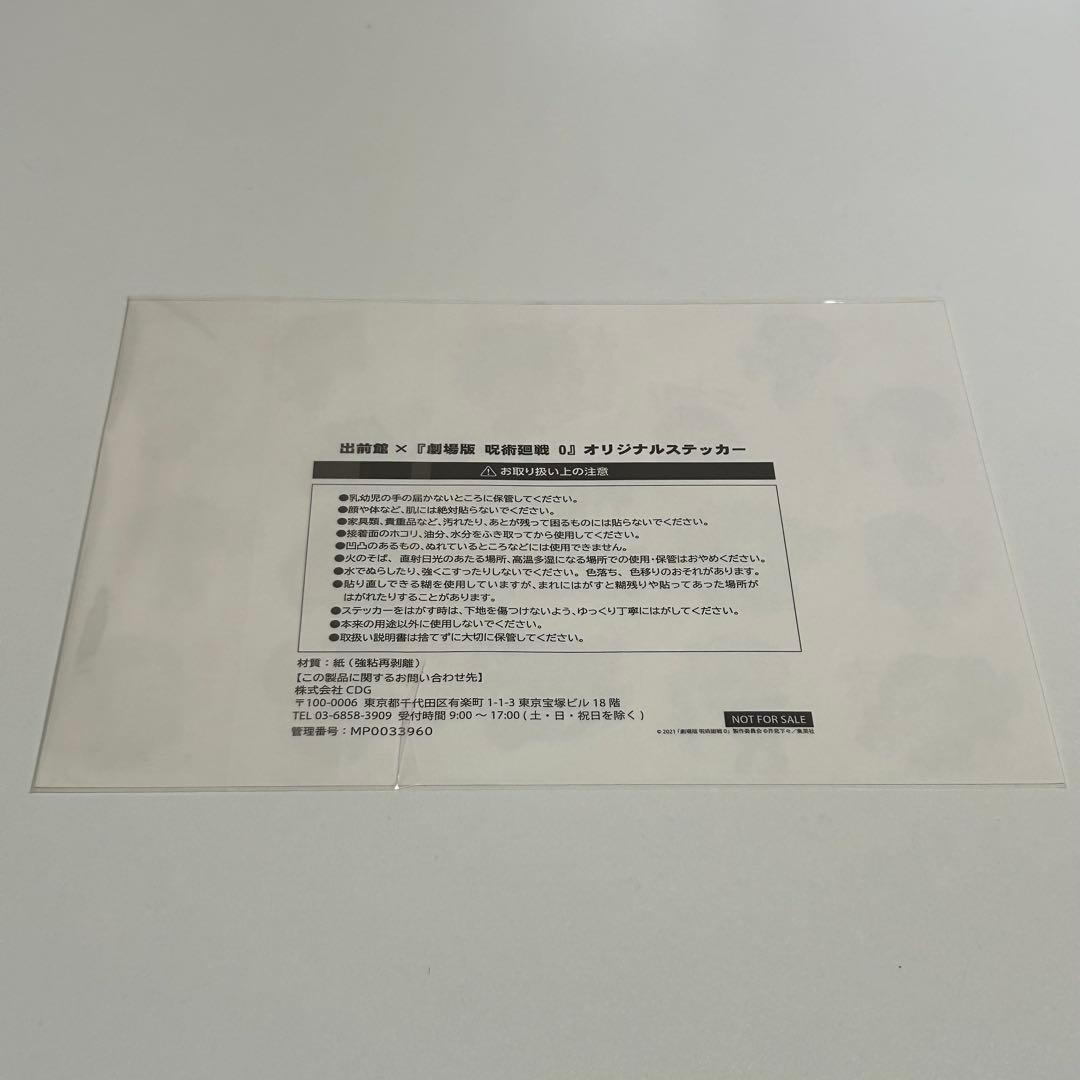 出前館 × 『劇場版 呪術廻戦 0』 オリジナルステッカー
⚠ お取り扱い上の注意
●乳幼児の手の届かないところに保管してください。
●顔や体など、肌には絶対貼らないでください。
●家具類、貴重品など、汚れたり、あとが残って困るものには貼らないでください。
●接着面のホコリ、油分、水分をふき取ってから使用してください。
●凹凸のあるもの、ぬれているところなどには使用できません。
●火のそば、直射日光のあたる場所、高温多湿になる場所での使用・保管はおやめください。
●水でぬらしたり、強くこすったりしないでください。色落ち、色移りのおそれがあります。
●貼り直しできる糊を使用していますが、まれにはがすと糊残りや貼ってあった場所が
はがれたりすることがあります。
●ステッカーをはがす時は、下地を傷つけないよう、ゆっくり丁寧にはがしてください。
●本来の用途以外に使用しないでください。
●取扱い説明書は捨てずに大切に保管してください。
材質：紙（強粘再剥離）
【この製品に関するお問い合わせ先】
株式会社 CDG
〒100-0006 東京都千代田区有楽町 1-1-3 東京宝塚ビル 18 階
TEL 03-6858-3909 受付時間 9:00 ～ 17:00 ( 土・日・祝日を除く )
管理番号：MP0033960
NOT FOR SALE
© 2021「劇場版 呪術廻戦 0」製作委員会 ©芥見下々／集英社